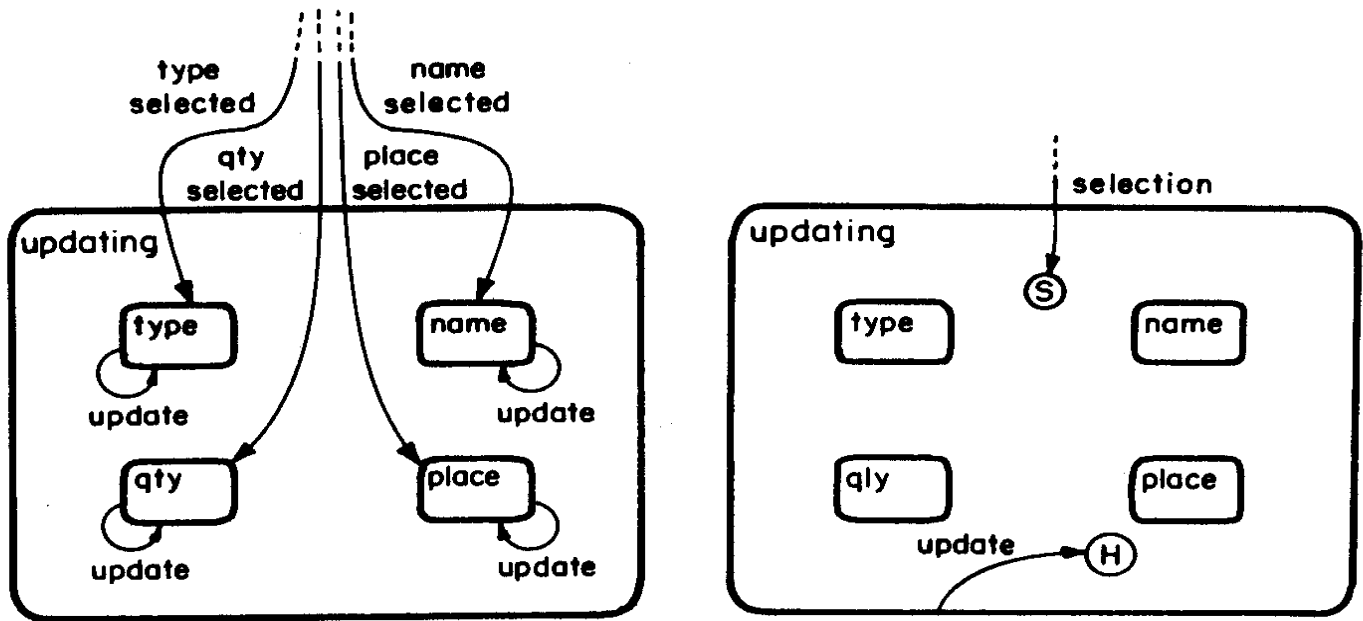 type
selected
name
selected
qty
selected
place
selected
updating
type
update
name
update
qty
update
place
update
selection
updating
S
type
name
qly
place
update
H